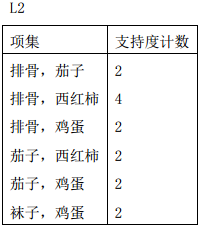 L2
项集 支持度计数
排骨，茄子 2
排骨，西红柿 4
排骨，鸡蛋 2
茄子，西红柿 2
茄子，鸡蛋 2
袜子，鸡蛋 2